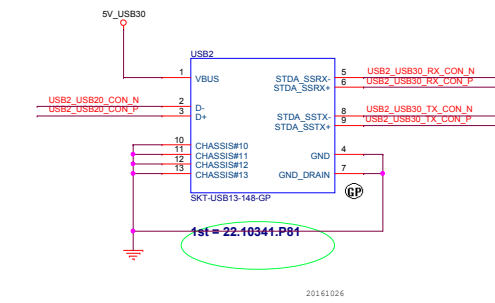 5V_USB30
USB2
1 VBUS STDA_SSRX- 5 USB2_USB30_RX_CON_N
STDA_SSRX+ 6 USB2_USB30_RX_CON_P
USB2_USB20_CON_N 2 D- STDA_SSTX- 8 USB2_USB30_TX_CON_N
USB2_USB20_CON_P 3 D+ STDA_SSTX+ 9 USB2_USB30_TX_CON_P
10 CHASSIS#10
11 CHASSIS#11 GND 4
12 CHASSIS#12
13 CHASSIS#13 GND_DRAIN 7
GP
SKT-USB13-148-GP
1st = 22.10341.P81
20161026